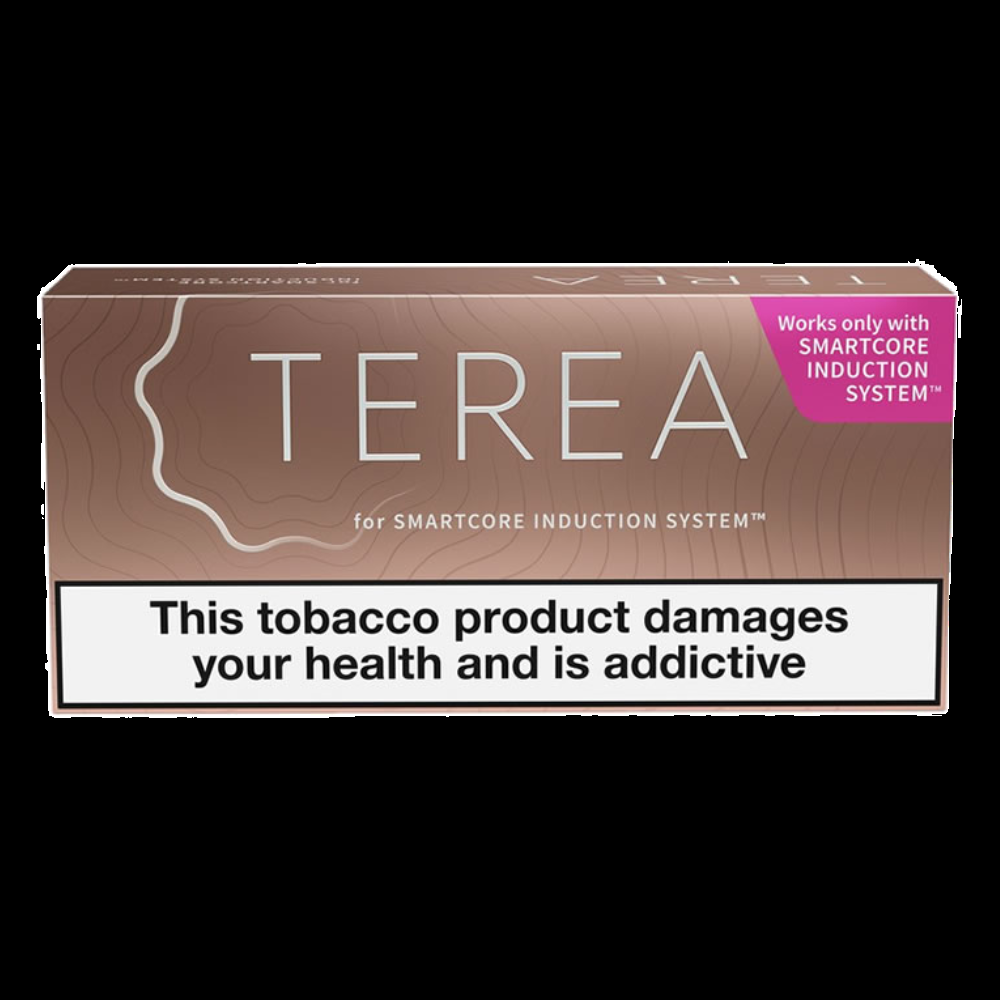 TEREA
Works only with
SMARTCORE
INDUCTION
SYSTEM™
TEREA
for SMARTCORE INDUCTION SYSTEM™
This tobacco product damages
your health and is addictive